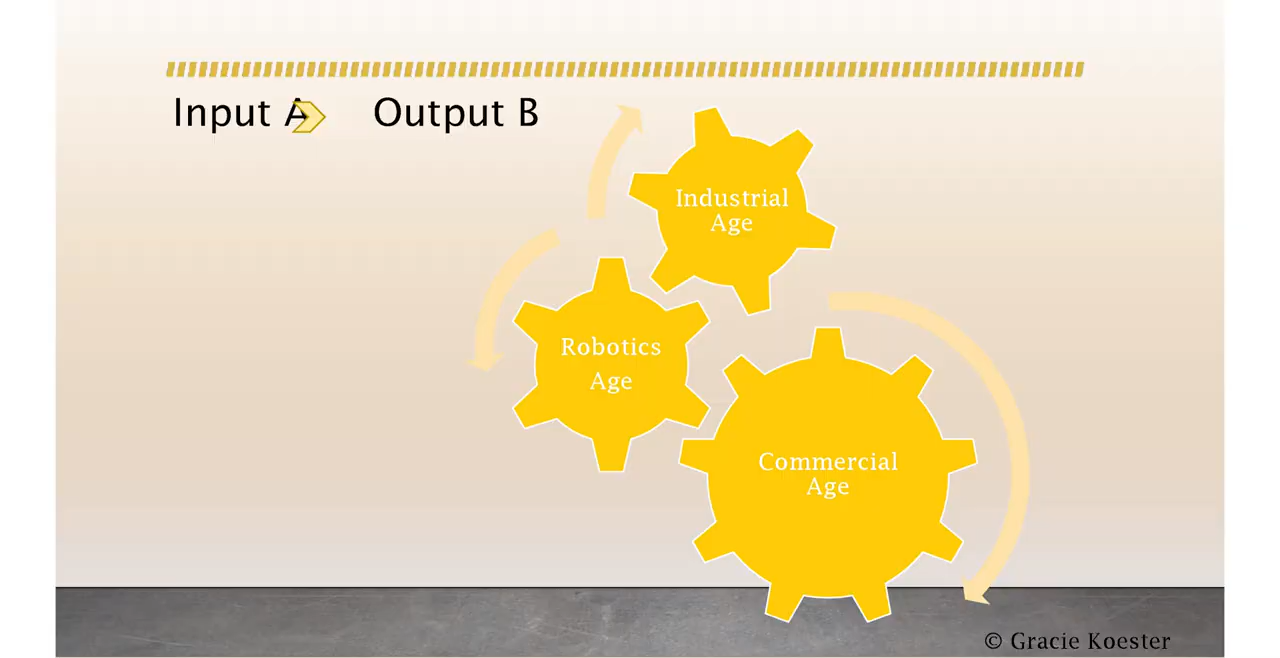 Input A Output B
Industrial
Age
Robotics
Age
Commercial
Age
© Gracie Koester